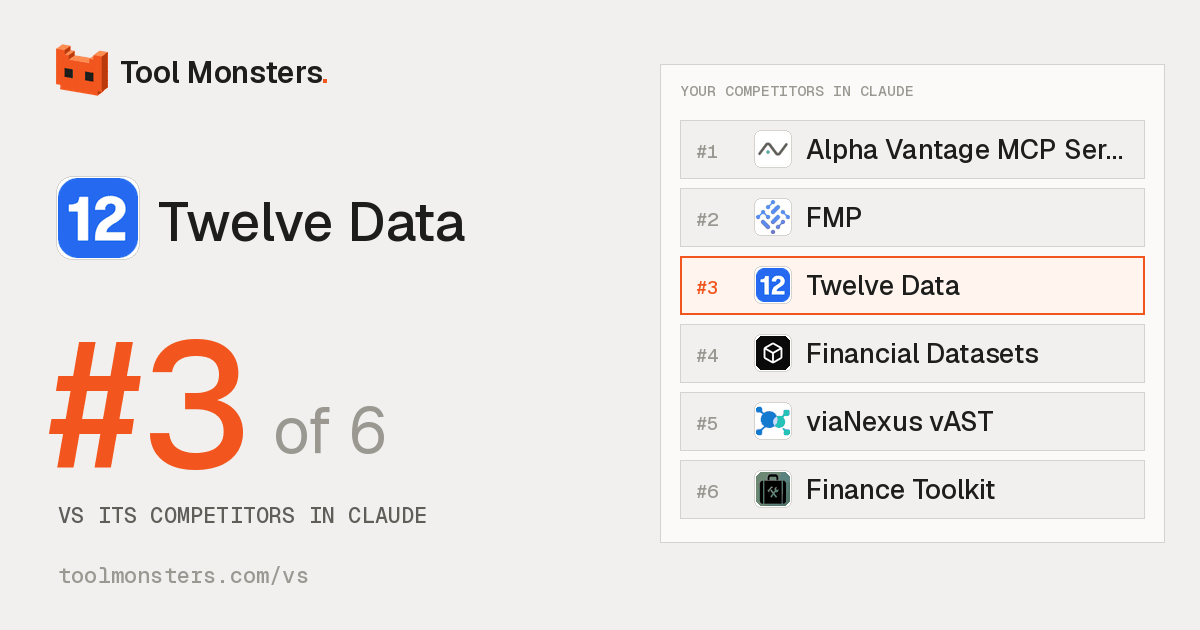 Tool Monsters.
12 Twelve Data
#3 of 6
VS ITS COMPETITORS IN CLAUDE
toolmonsters.com/vs
YOUR COMPETITORS IN CLAUDE
#1 Alpha Vantage MCP Ser...
#2 FMP
#3 12 Twelve Data
#4 Financial Datasets
#5 viaNexus vAST
#6 Finance Toolkit